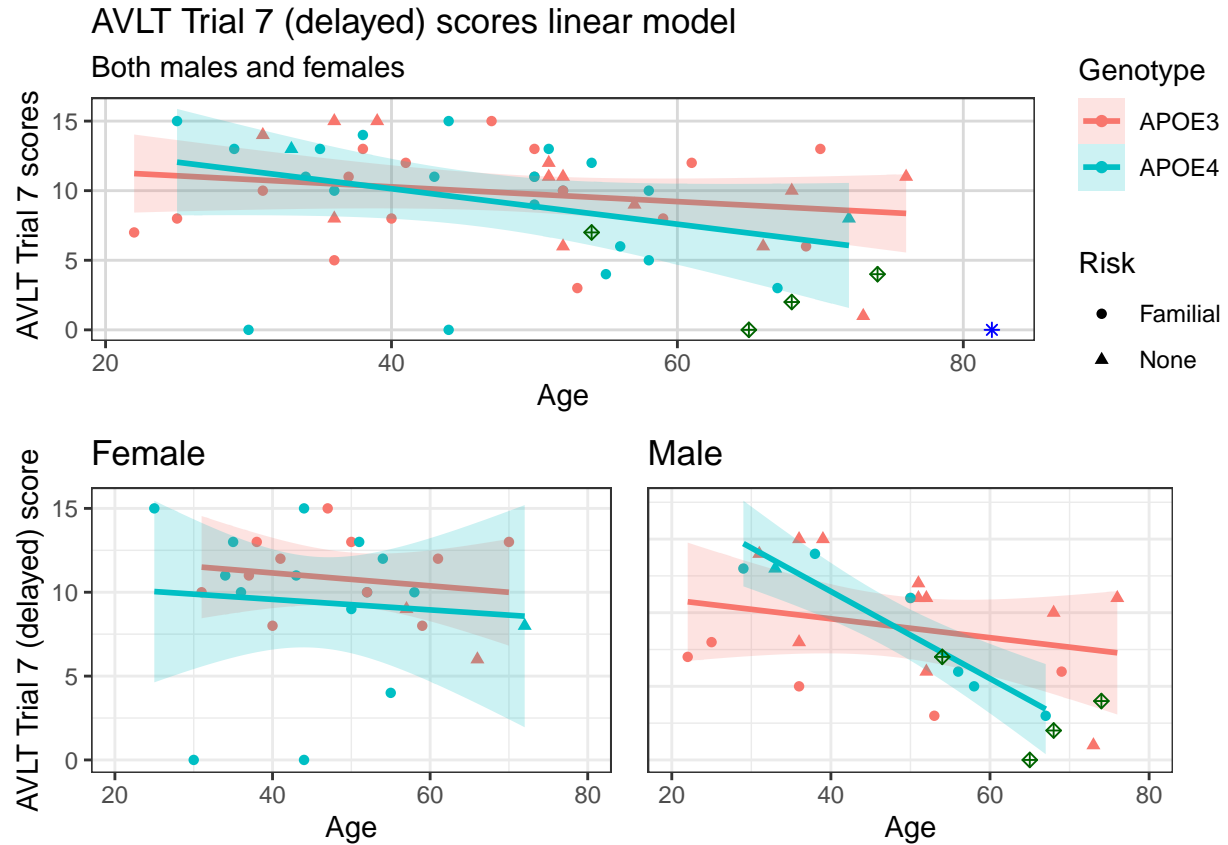 AVLT Trial 7 (delayed) scores linear model
Both males and females
AVLT Trial 7 scores
15
10
5
0
20 40 60 80
Age
Genotype
APOE3
APOE4
Risk
Familial
None
Female
AVLT Trial 7 (delayed) score
15
10
5
0
20 40 60 80
Age
Male
20 40 60 80
Age